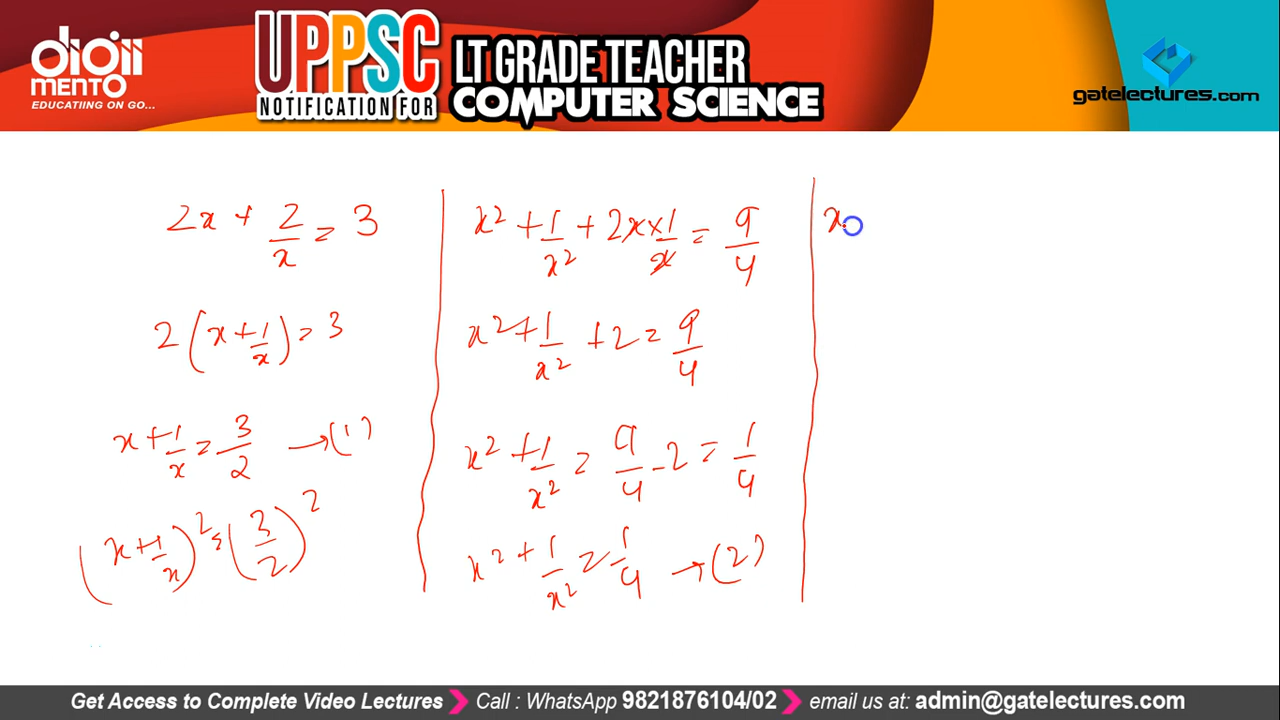 digii
MENTO
EDUCATIING ON GO...
UPPSC
NOTIFICATION FOR
LT GRADE TEACHER
COMPUTER SCIENCE
gatelectures.com
2x + 2/x = 3
2(x + 1/x) = 3
x + 1/x = 3/2 → (1)
(x + 1/x)² = (3/2)²
x² + 1/x² + 2x × 1/x = 9/4
x² + 1/x² + 2 = 9/4
x² + 1/x² = 9/4 - 2 = 1/4
x² + 1/x² = 1/4 → (2)
x
Get Access to Complete Video Lectures Call : WhatsApp 9821876104/02 email us at: admin@gatelectures.com